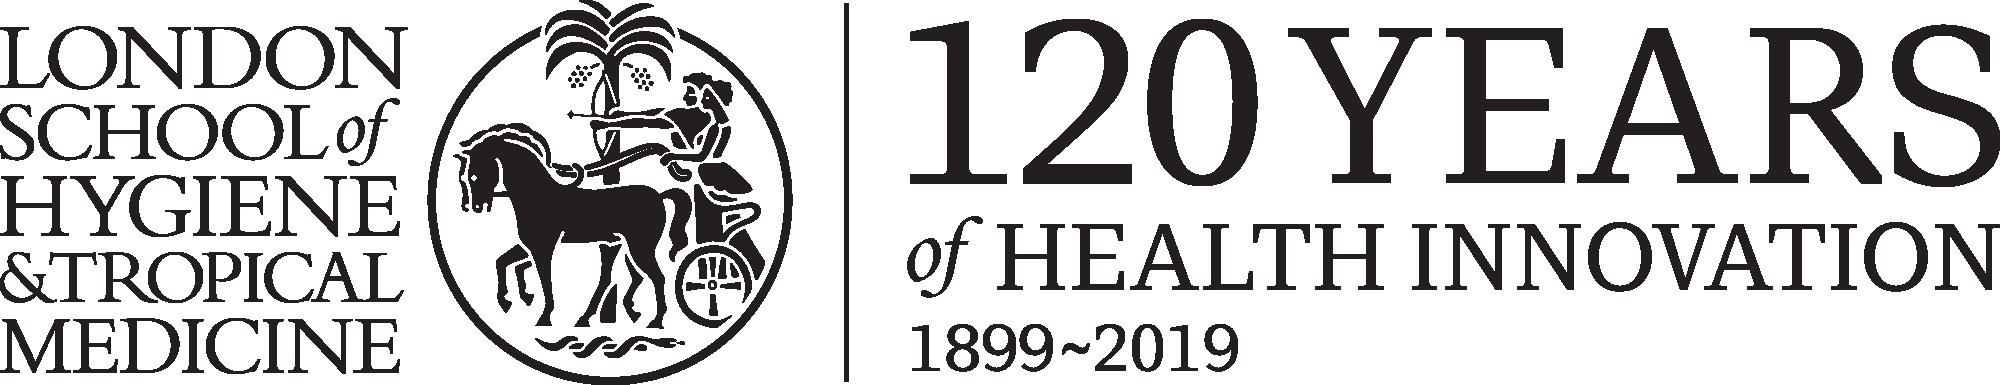 LONDON
SCHOOL of
HYGIENE
& TROPICAL
MEDICINE
120 YEARS
of HEALTH INNOVATION
1899~2019